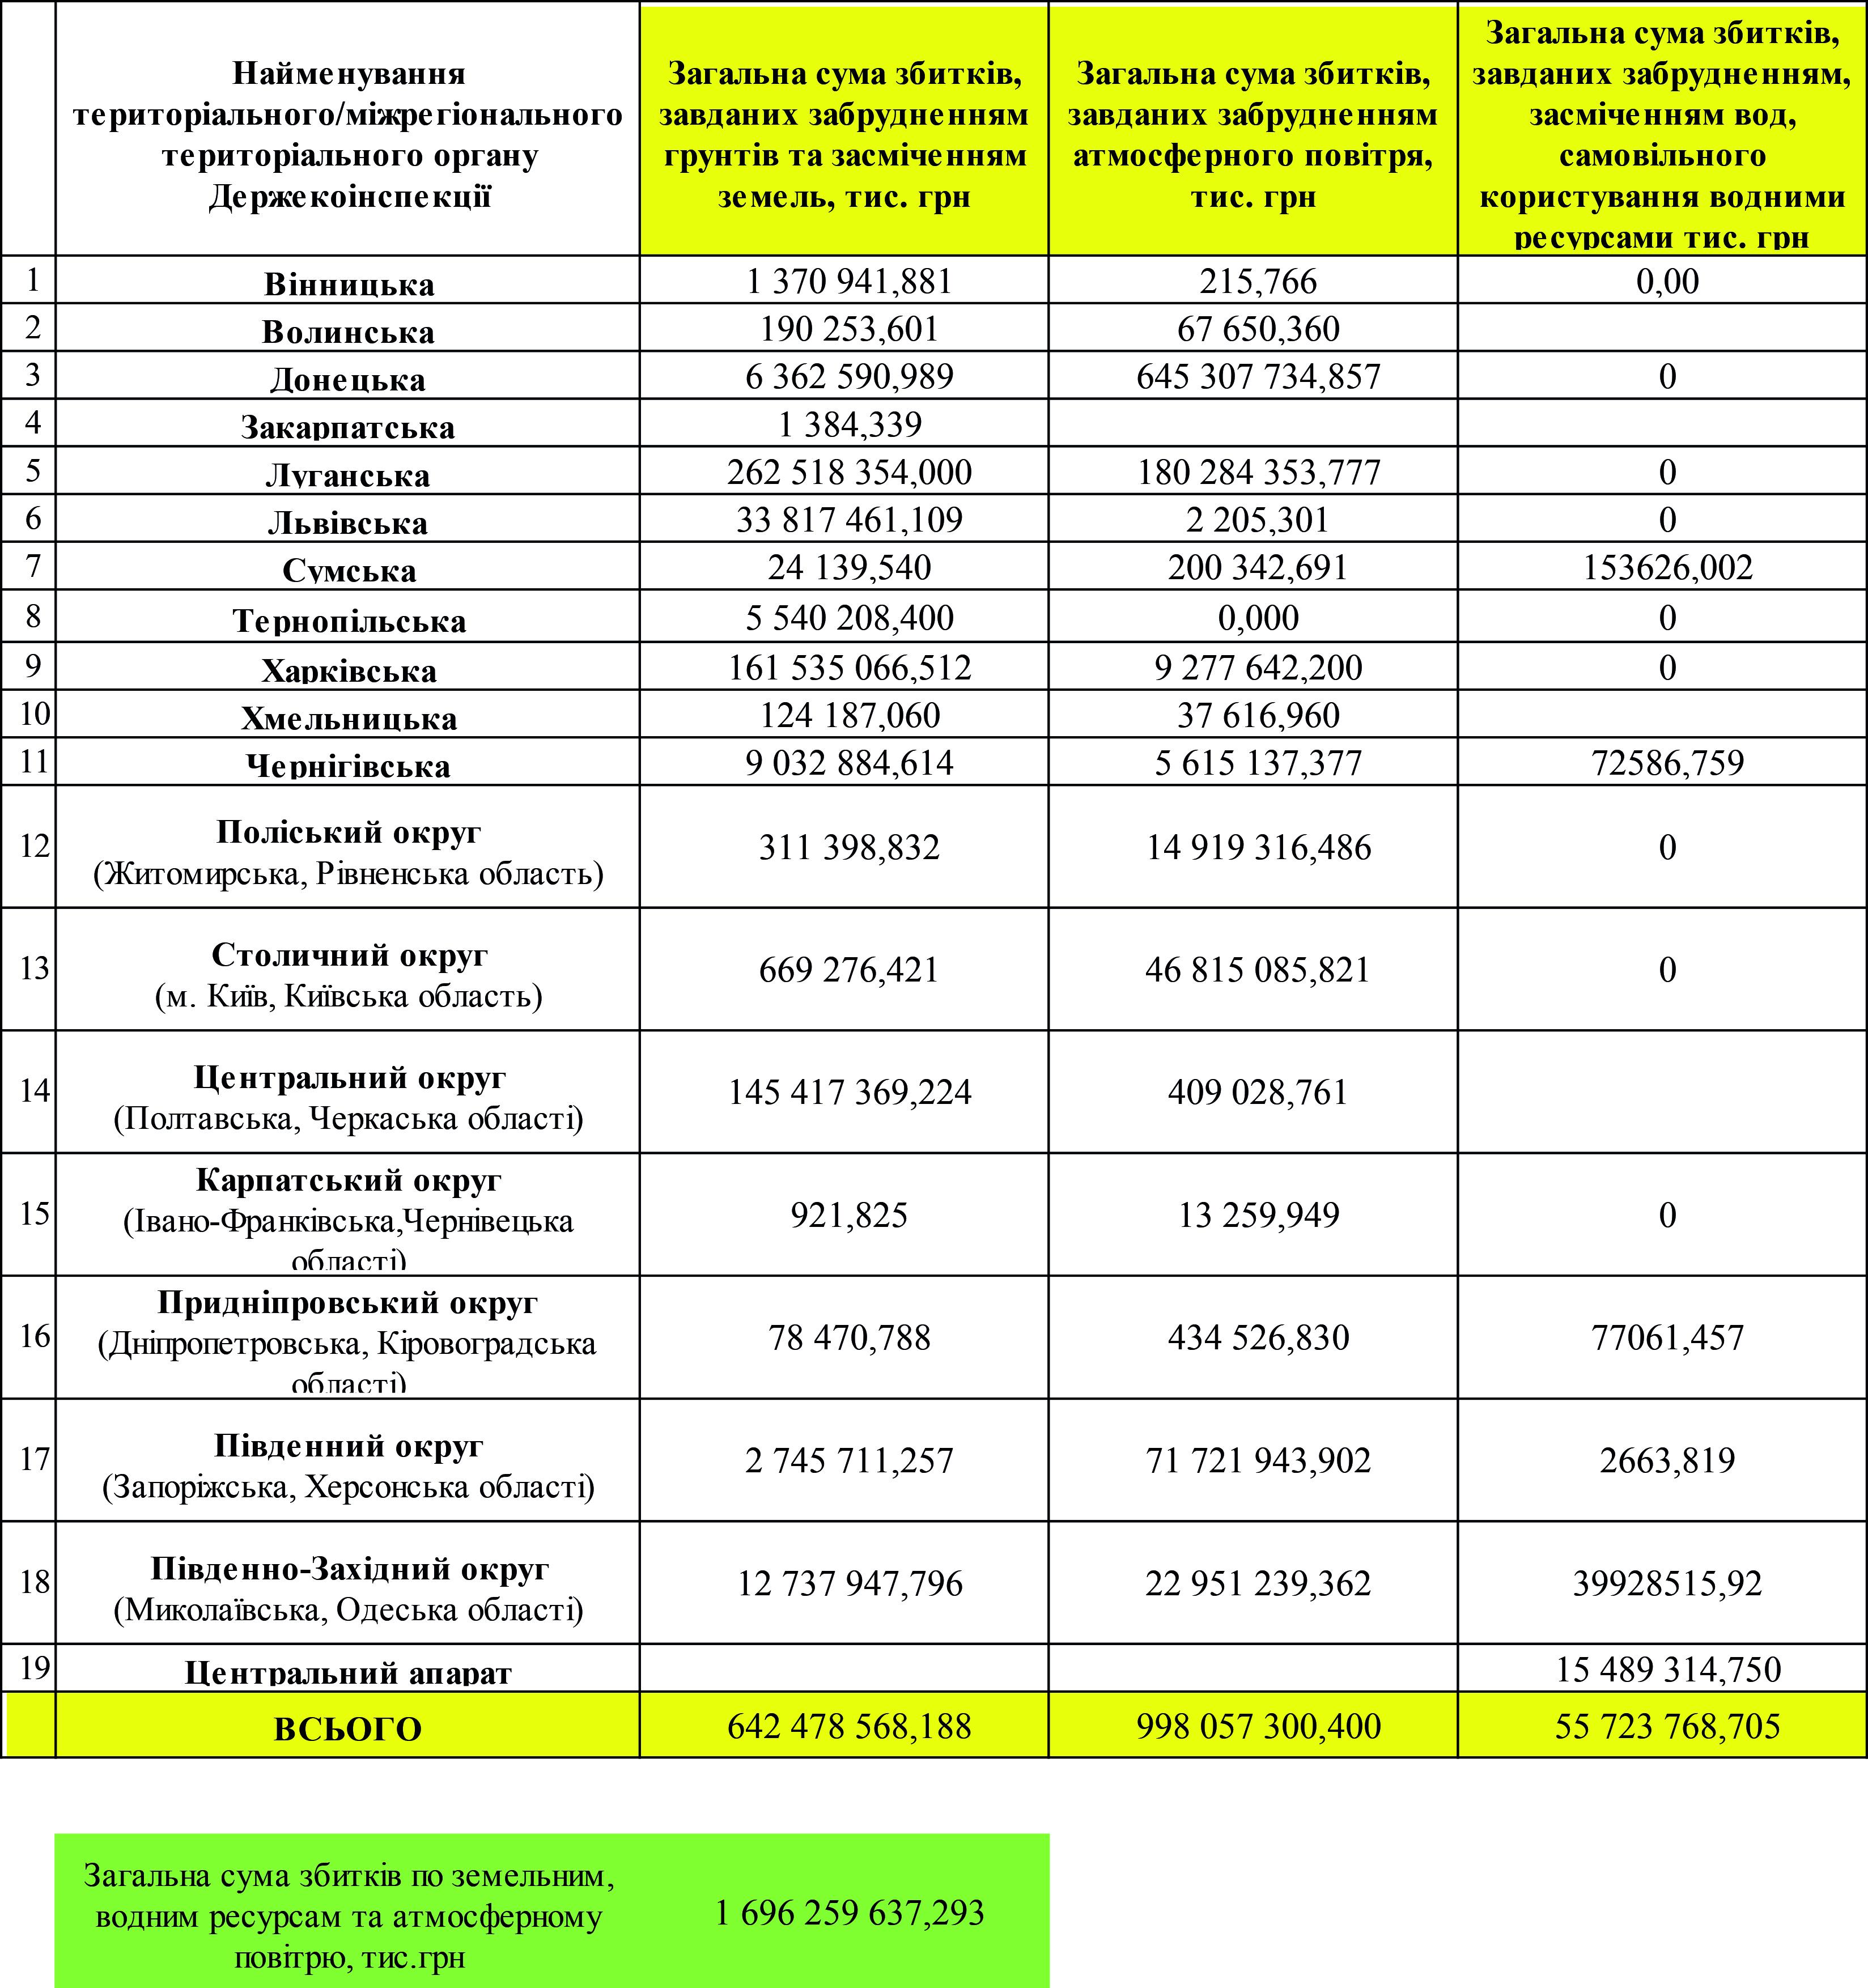 Найменування
територіального/міжрегіонального
територіального органу
Держекоінспекції
Загальна сума збитків,
завданих забрудненням
грунтів та засміченням
земель, тис. грн
Загальна сума збитків,
завданих забрудненням
атмосферного повітря,
тис. грн
Загальна сума збитків,
завданих забрудненням,
засміченням вод,
самовільного
користування водними
ресурсами тис. грн
1 Вінницька 1 370 941,881 215,766 0,00
2 Волинська 190 253,601 67 650,360
3 Донецька 6 362 590,989 645 307 734,857 0
4 Закарпатська 1 384,339
5 Луганська 262 518 354,000 180 284 353,777 0
6 Львівська 33 817 461,109 2 205,301 0
7 Сумська 24 139,540 200 342,691 153626,002
8 Тернопільська 5 540 208,400 0,000 0
9 Харківська 161 535 066,512 9 277 642,200 0
10 Хмельницька 124 187,060 37 616,960
11 Чернігівська 9 032 884,614 5 615 137,377 72586,759
12 Поліський округ
(Житомирська, Рівненська область)
311 398,832 14 919 316,486 0
13 Столичний округ
(м. Київ, Київська область)
669 276,421 46 815 085,821 0
14 Центральний округ
(Полтавська, Черкаська області)
145 417 369,224 409 028,761
15 Карпатський округ
(Івано-Франківська,Чернівецька
області)
921,825 13 259,949 0
16 Придніпровський округ
(Дніпропетровська, Кіровоградська
області)
78 470,788 434 526,830 77061,457
17 Південний округ
(Запоріжська, Херсонська області)
2 745 711,257 71 721 943,902 2663,819
18 Південно-Західний округ
(Миколаївська, Одеська області)
12 737 947,796 22 951 239,362 39928515,92
19 Центральний апарат 15 489 314,750
ВСЬОГО 642 478 568,188 998 057 300,400 55 723 768,705
Загальна сума збитків по земельним,
водним ресурсам та атмосферному
повітрю, тис.грн
1 696 259 637,293